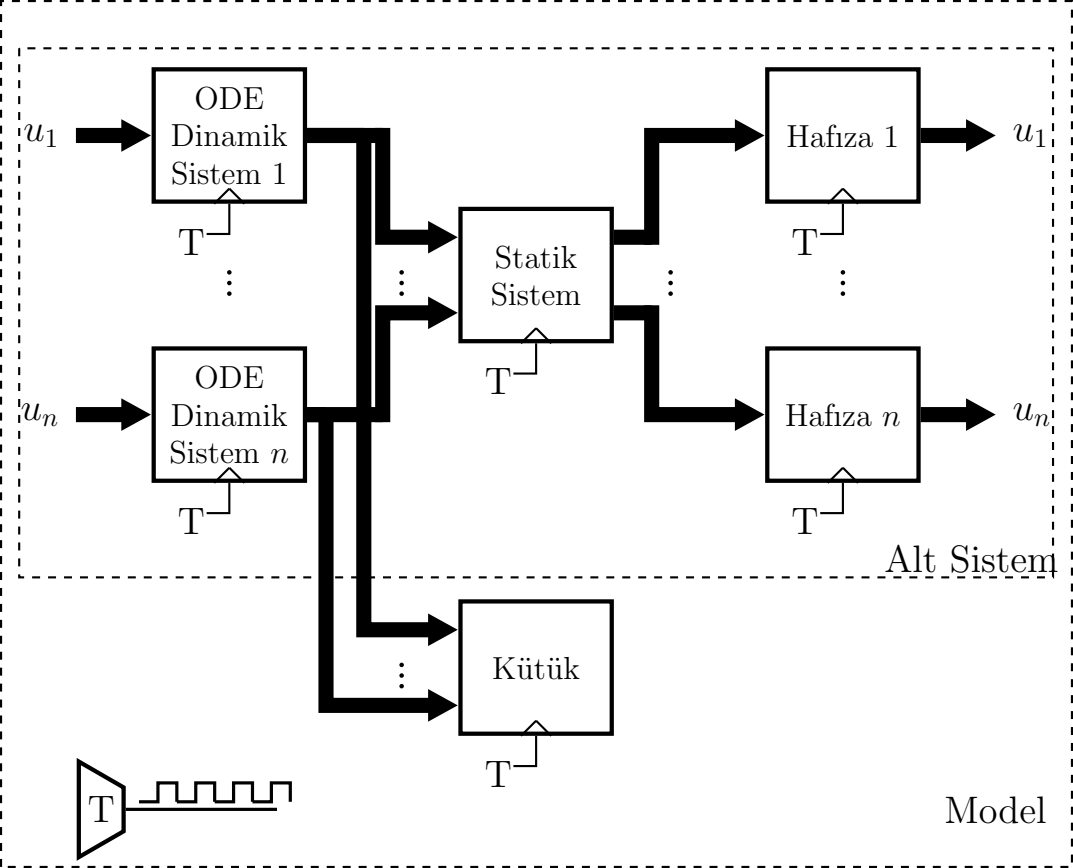 ODE
Dinamik
Sistem 1
u₁
T
⋮
ODE
Dinamik
Sistem n
uₙ
T
Statik
Sistem
T
⋮
⋮
Hafıza 1
u₁
T
⋮
Hafıza n
uₙ
T
Alt Sistem
Kütük
⋮
T
T
Model